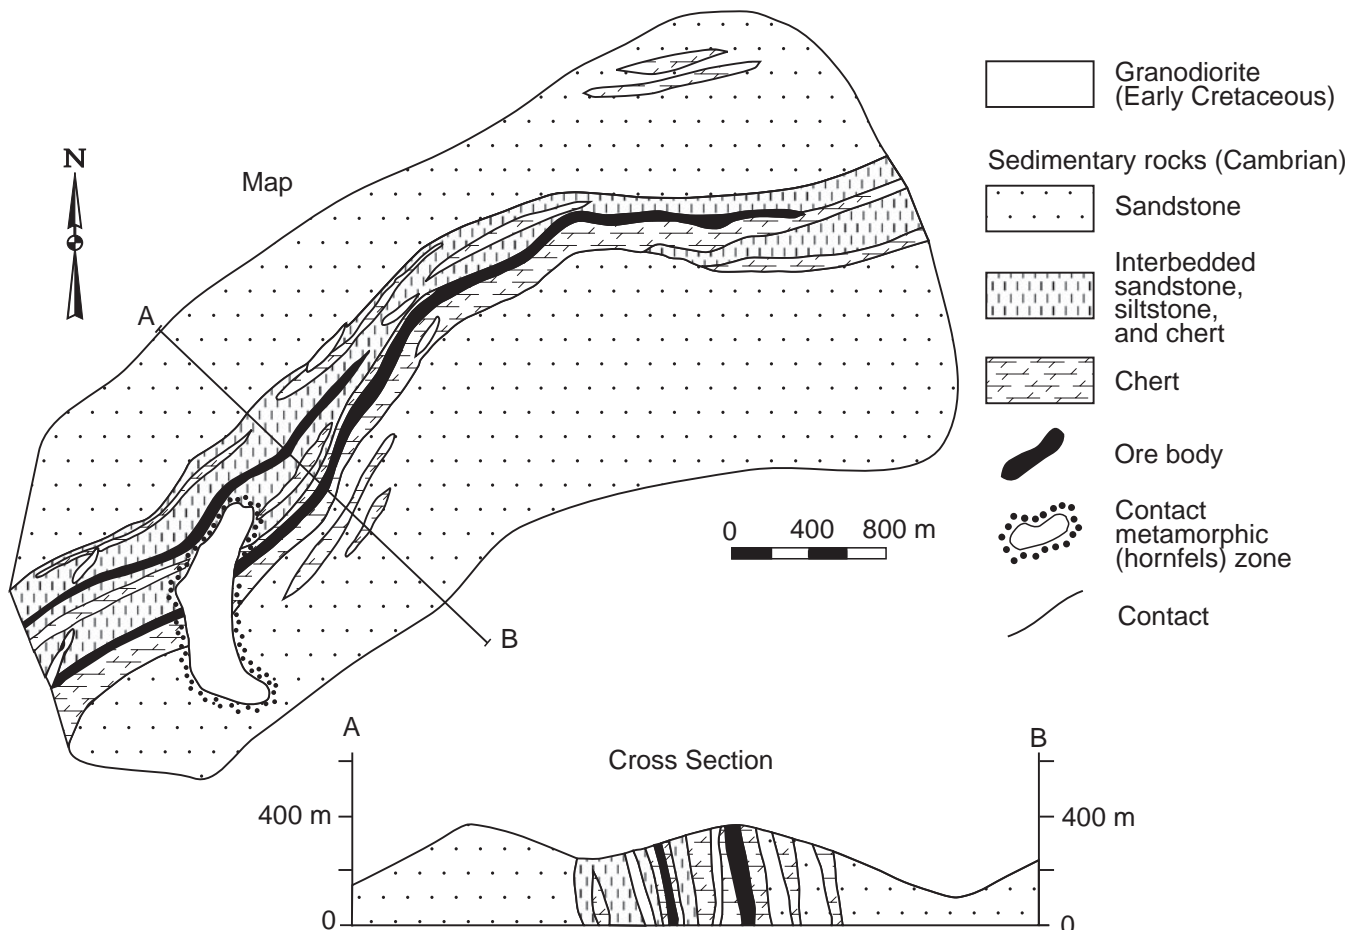 N
Map
A
B
0 400 800 m
Granodiorite
(Early Cretaceous)
Sedimentary rocks (Cambrian)
Sandstone
Interbedded
sandstone,
siltstone,
and chert
Chert
Ore body
Contact
metamorphic
(hornfels) zone
Contact
A
B
Cross Section
400 m
400 m
0
0